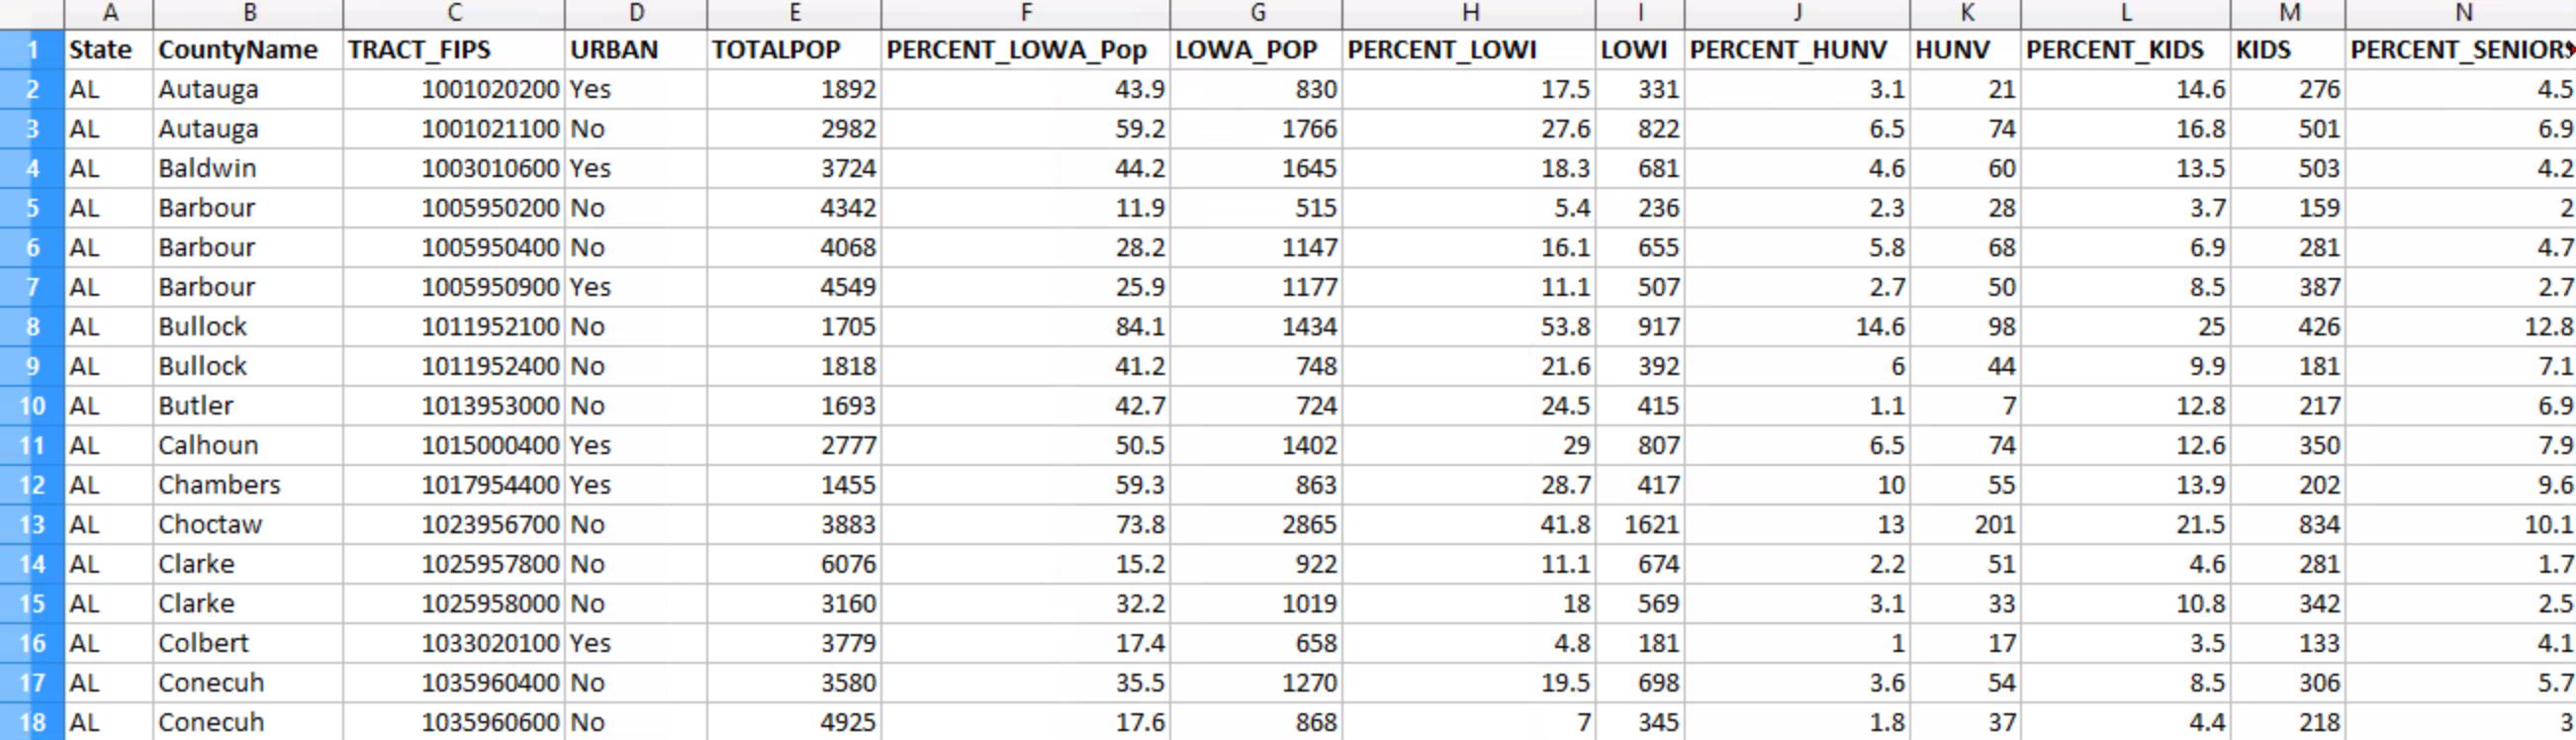 A B C D E F G H I J K L M N
1 State CountyName TRACT_FIPS URBAN TOTALPOP PERCENT_LOWA_Pop LOWA_POP PERCENT_LOWI LOWI PERCENT_HUNV HUNV PERCENT_KIDS KIDS PERCENT_SENIORS
2 AL Autauga 1001020200 Yes 1892 43.9 830 17.5 331 3.1 21 14.6 276 4.5
3 AL Autauga 1001021100 No 2982 59.2 1766 27.6 822 6.5 74 16.8 501 6.9
4 AL Baldwin 1003010600 Yes 3724 44.2 1645 18.3 681 4.6 60 13.5 503 4.2
5 AL Barbour 1005950200 No 4342 11.9 515 5.4 236 2.3 28 3.7 159 2
6 AL Barbour 1005950400 No 4068 28.2 1147 16.1 655 5.8 68 6.9 281 4.7
7 AL Barbour 1005950900 Yes 4549 25.9 1177 11.1 507 2.7 50 8.5 387 2.7
8 AL Bullock 1011952100 No 1705 84.1 1434 53.8 917 14.6 98 25 426 12.8
9 AL Bullock 1011952400 No 1818 41.2 748 21.6 392 6 44 9.9 181 7.1
10 AL Butler 1013953000 No 1693 42.7 724 24.5 415 1.1 7 12.8 217 6.9
11 AL Calhoun 1015000400 Yes 2777 50.5 1402 29 807 6.5 74 12.6 350 7.9
12 AL Chambers 1017954400 Yes 1455 59.3 863 28.7 417 10 55 13.9 202 9.6
13 AL Choctaw 1023956700 No 3883 73.8 2865 41.8 1621 13 201 21.5 834 10.1
14 AL Clarke 1025957800 No 6076 15.2 922 11.1 674 2.2 51 4.6 281 1.7
15 AL Clarke 1025958000 No 3160 32.2 1019 18 569 3.1 33 10.8 342 2.5
16 AL Colbert 1033020100 Yes 3779 17.4 658 4.8 181 1 17 3.5 133 4.1
17 AL Conecuh 1035960400 No 3580 35.5 1270 19.5 698 3.6 54 8.5 306 5.7
18 AL Conecuh 1035960600 No 4925 17.6 868 7 345 1.8 37 4.4 218 3